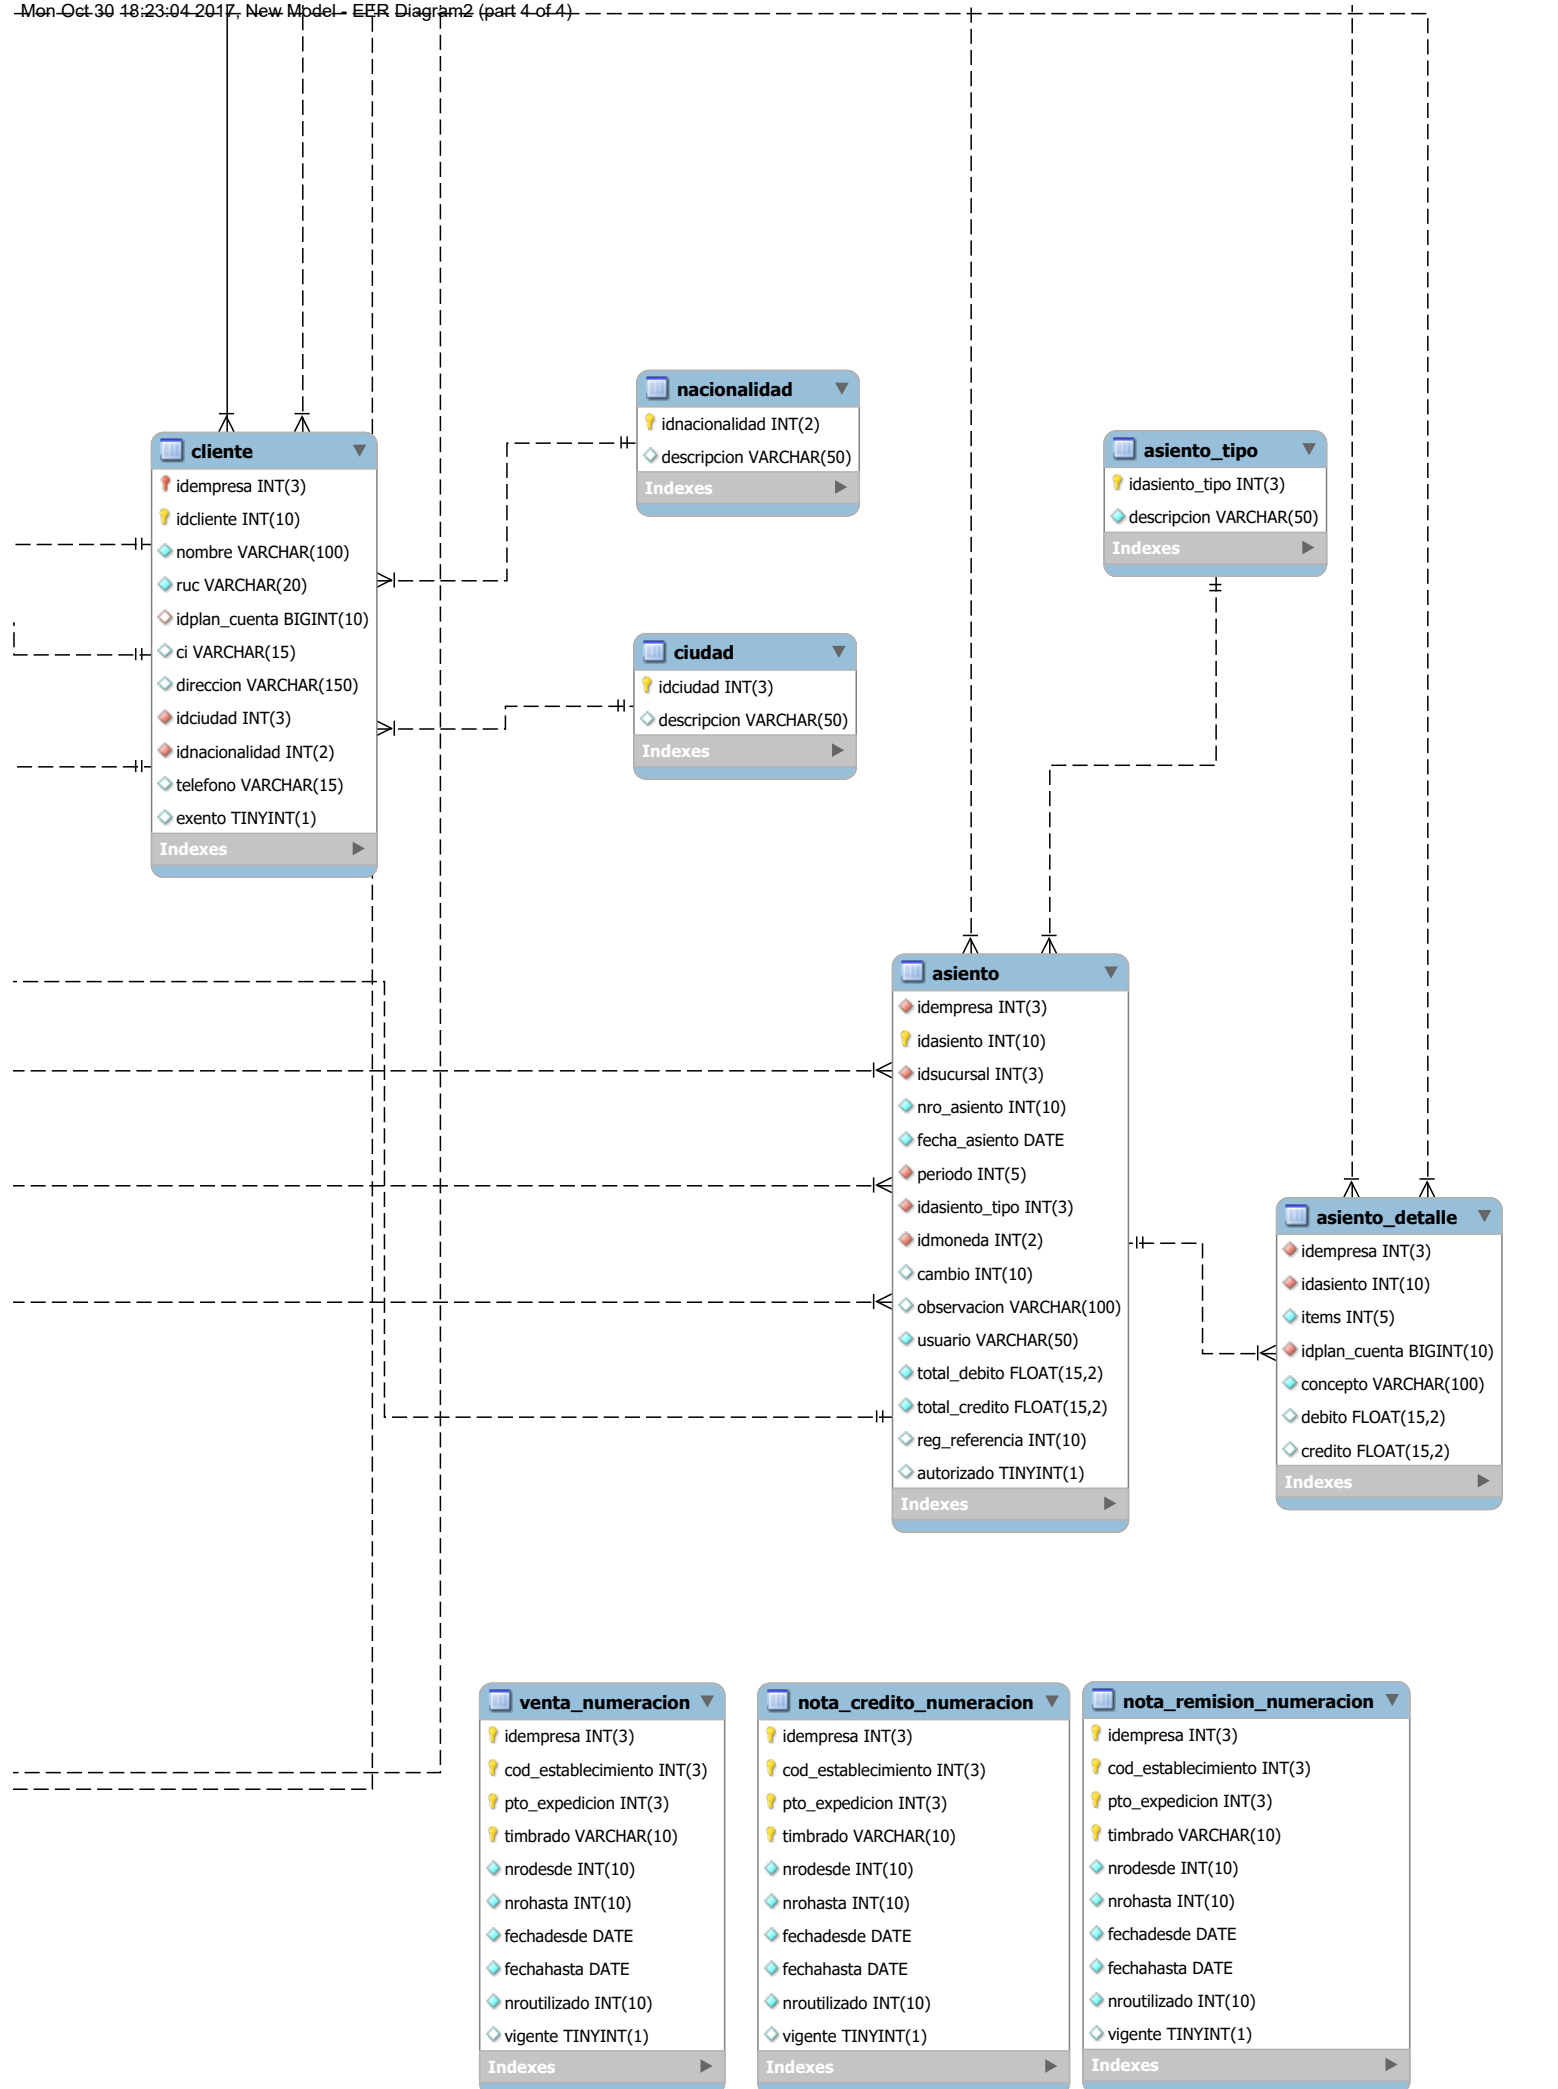 Mon Oct 30 18:23:04 2017, New Model - EER Diagram2 (part 4 of 4)
nacionalidad
idnacionalidad INT(2)
descripcion VARCHAR(50)
Indexes
cliente
idempresa INT(3)
idcliente INT(10)
nombre VARCHAR(100)
ruc VARCHAR(20)
idplan_cuenta BIGINT(10)
ci VARCHAR(15)
direccion VARCHAR(150)
idciudad INT(3)
idnacionalidad INT(2)
telefono VARCHAR(15)
exento TINYINT(1)
Indexes
asiento_tipo
idasiento_tipo INT(3)
descripcion VARCHAR(50)
Indexes
ciudad
idciudad INT(3)
descripcion VARCHAR(50)
Indexes
asiento
idempresa INT(3)
idasiento INT(10)
idsucursal INT(3)
nro_asiento INT(10)
fecha_asiento DATE
periodo INT(5)
idasiento_tipo INT(3)
idmoneda INT(2)
cambio INT(10)
observacion VARCHAR(100)
usuario VARCHAR(50)
total_debito FLOAT(15,2)
total_credito FLOAT(15,2)
reg_referencia INT(10)
autorizado TINYINT(1)
Indexes
asiento_detalle
idempresa INT(3)
idasiento INT(10)
items INT(5)
idplan_cuenta BIGINT(10)
concepto VARCHAR(100)
debito FLOAT(15,2)
credito FLOAT(15,2)
Indexes
venta_numeracion
idempresa INT(3)
cod_establecimiento INT(3)
pto_expedicion INT(3)
timbrado VARCHAR(10)
nrodesde INT(10)
nrohasta INT(10)
fechadesde DATE
fechahasta DATE
nroutilizado INT(10)
vigente TINYINT(1)
Indexes
nota_credito_numeracion
idempresa INT(3)
cod_establecimiento INT(3)
pto_expedicion INT(3)
timbrado VARCHAR(10)
nrodesde INT(10)
nrohasta INT(10)
fechadesde DATE
fechahasta DATE
nroutilizado INT(10)
vigente TINYINT(1)
Indexes
nota_remision_numeracion
idempresa INT(3)
cod_establecimiento INT(3)
pto_expedicion INT(3)
timbrado VARCHAR(10)
nrodesde INT(10)
nrohasta INT(10)
fechadesde DATE
fechahasta DATE
nroutilizado INT(10)
vigente TINYINT(1)
Indexes